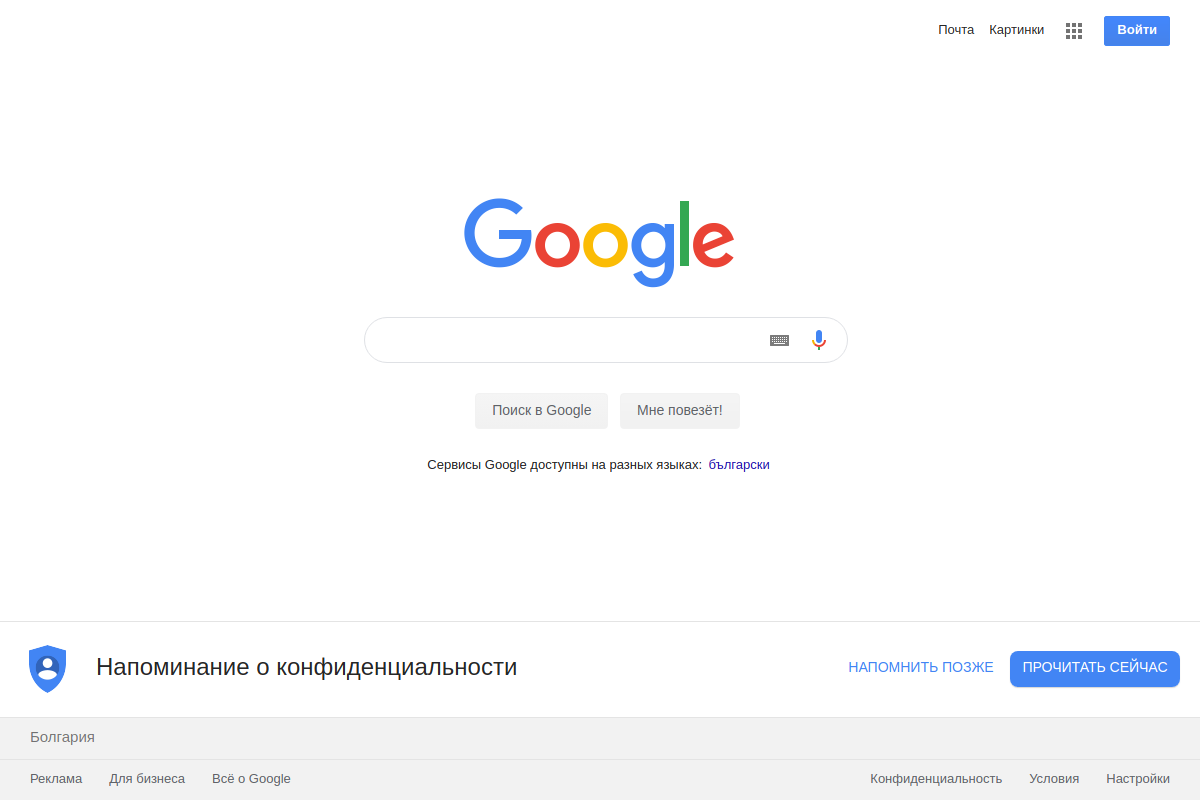 Почта Картинки Войти
Google
Поиск в Google Мне повезёт!
Сервисы Google доступны на разных языках: български
Напоминание о конфиденциальности НАПОМНИТЬ ПОЗЖЕ ПРОЧИТАТЬ СЕЙЧАС
Болгария
Реклама Для бизнеса Всё о Google Конфиденциальность Условия Настройки